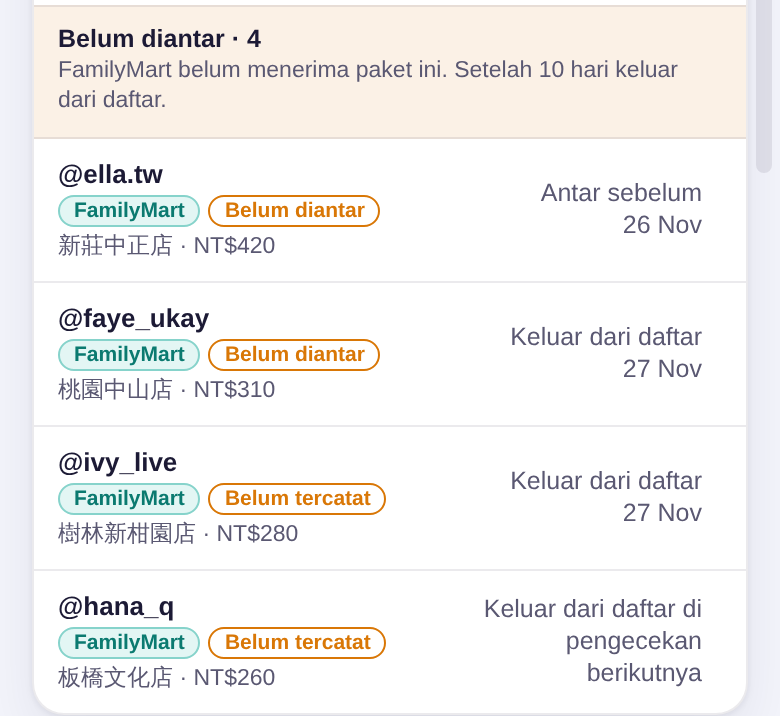 Belum diantar · 4
FamilyMart belum menerima paket ini. Setelah 10 hari keluar
dari daftar.
@ella.tw
FamilyMart Belum diantar
新莊中正店 · NT$420
Antar sebelum
26 Nov
@faye_ukay
FamilyMart Belum diantar
桃園中山店 · NT$310
Keluar dari daftar
27 Nov
@ivy_live
FamilyMart Belum tercatat
樹林新柑園店 · NT$280
Keluar dari daftar
27 Nov
@hana_q
FamilyMart Belum tercatat
板橋文化店 · NT$260
Keluar dari daftar di
pengecekan
berikutnya